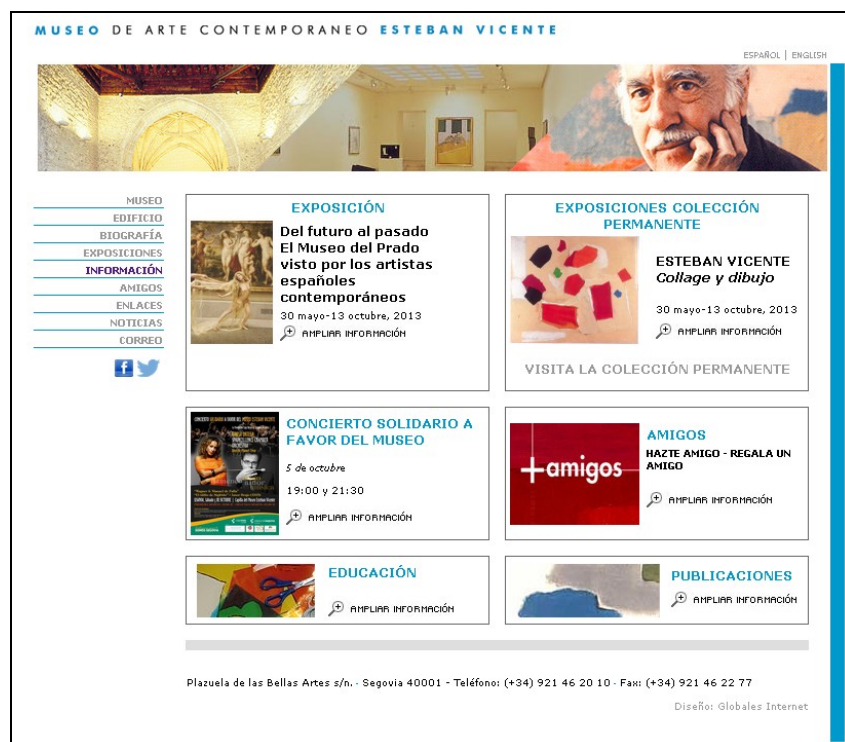 MUSEO DE ARTE CONTEMPORANEO ESTEBAN VICENTE
ESPAÑOL | ENGLISH
MUSEO
EDIFICIO
BIOGRAFÍA
EXPOSICIONES
INFORMACIÓN
AMIGOS
ENLACES
NOTICIAS
CORREO
EXPOSICIÓN
Del futuro al pasado
El Museo del Prado
visto por los artistas
españoles
contemporáneos
30 mayo-13 octubre, 2013
AMPLIAR INFORMACIÓN
EXPOSICIONES COLECCIÓN
PERMANENTE
ESTEBAN VICENTE
Collage y dibujo
30 mayo-13 octubre, 2013
AMPLIAR INFORMACIÓN
VISITA LA COLECCIÓN PERMANENTE
CONCIERTO SOLIDARIO A
FAVOR DEL MUSEO
5 de octubre
19:00 y 21:30
AMPLIAR INFORMACIÓN
+amigos
AMIGOS
HAZTE AMIGO - REGALA UN
AMIGO
AMPLIAR INFORMACIÓN
EDUCACIÓN
AMPLIAR INFORMACIÓN
PUBLICACIONES
AMPLIAR INFORMACIÓN
Plazuela de las Bellas Artes s/n. - Segovia 40001 - Teléfono: (+34) 921 46 20 10 - Fax: (+34) 921 46 22 77
Diseño: Globales Internet